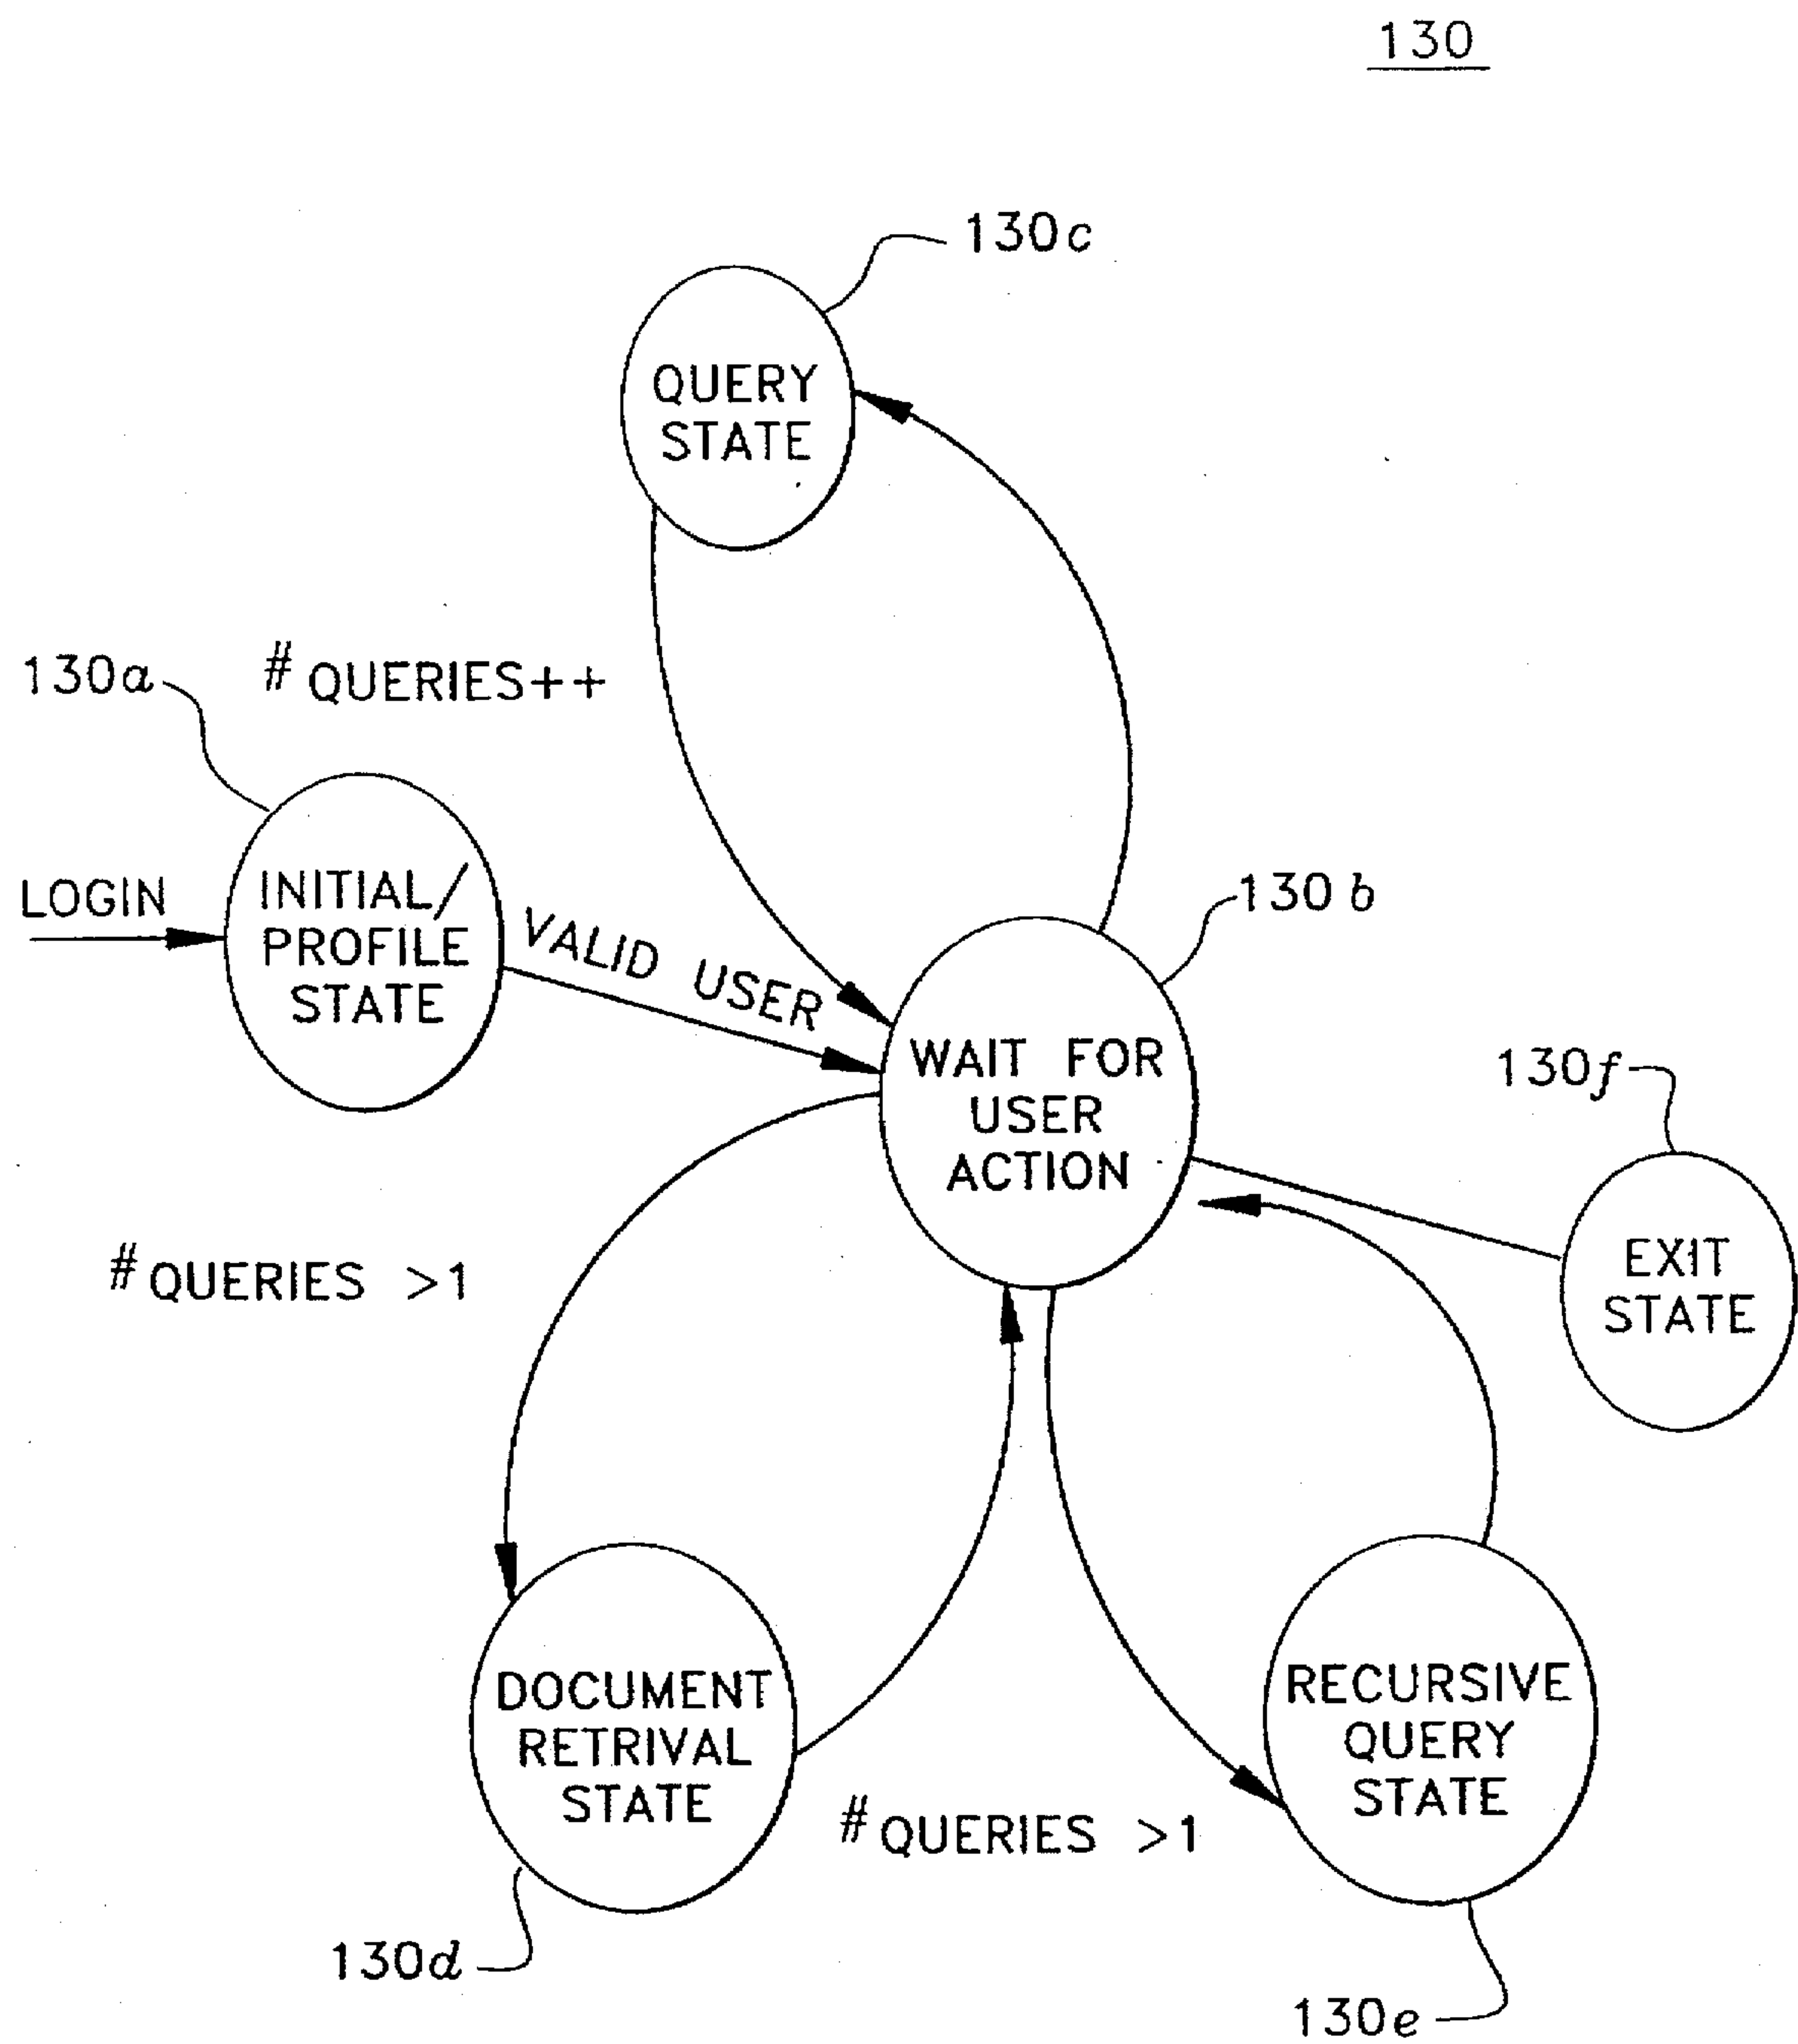 130
130c
QUERY
STATE
130a
# QUERIES++
LOGIN
INITIAL/
PROFILE
STATE
VALID USER
130b
WAIT FOR
USER
ACTION
130f
EXIT
STATE
# QUERIES >1
DOCUMENT
RETRIVAL
STATE
# QUERIES >1
RECURSIVE
QUERY
STATE
130d
130e